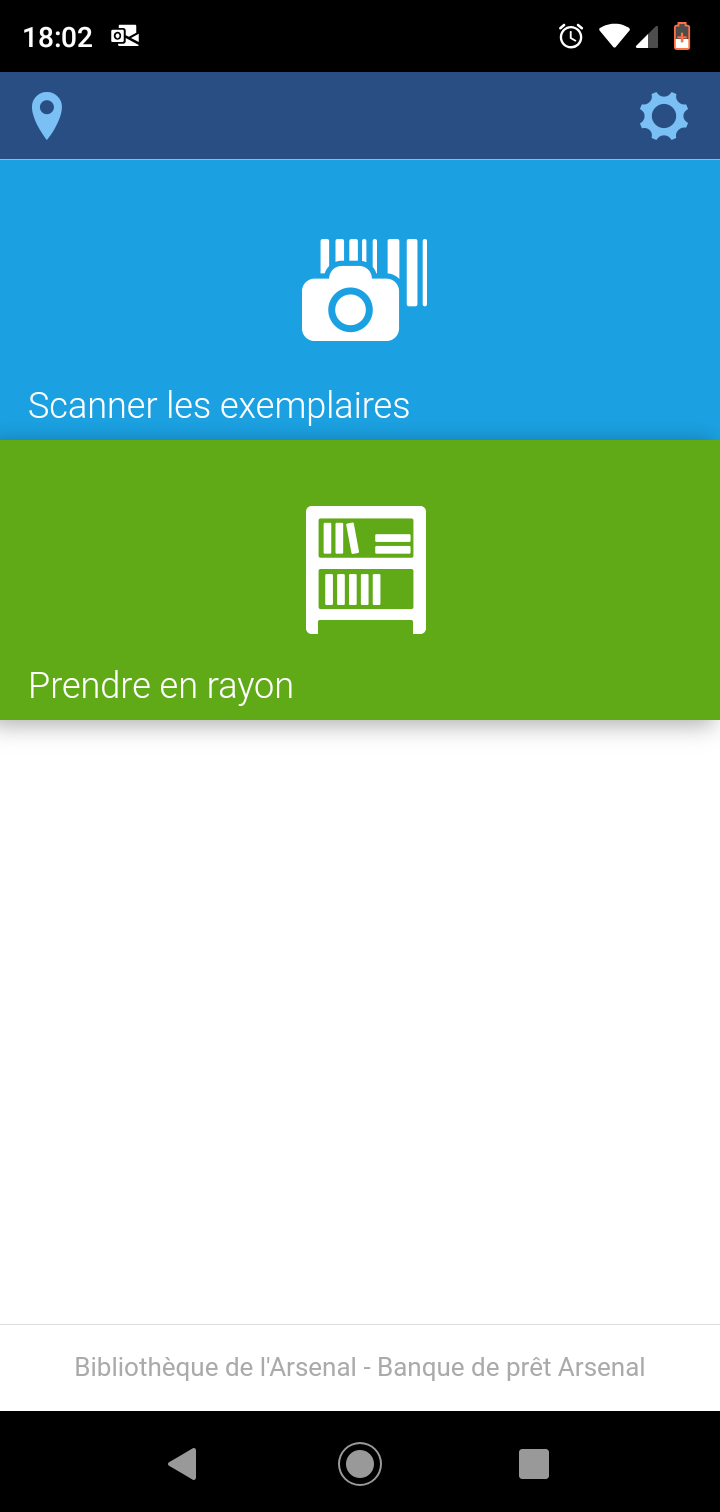 18:02
Scanner les exemplaires
Prendre en rayon
Bibliothèque de l'Arsenal - Banque de prêt Arsenal